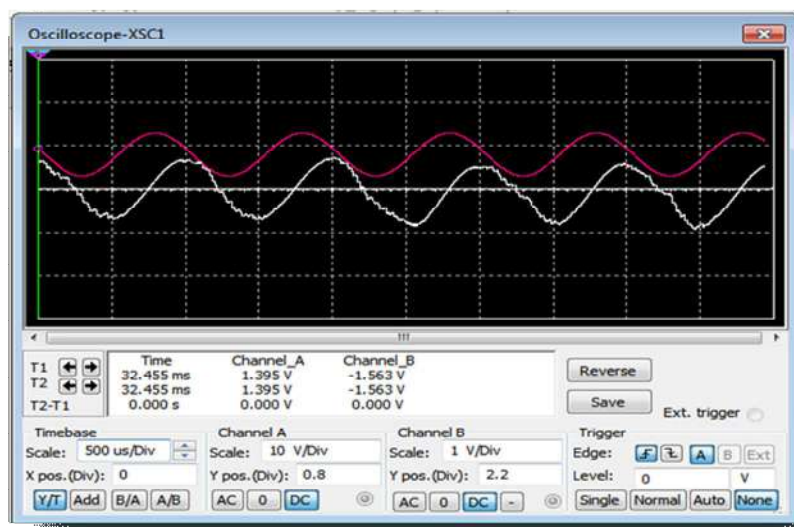 Oscilloscope-XSC1
T1
T2
T2-T1
Time Channel_A Channel_B
32.455 ms 1.395 V -1.563 V
32.455 ms 1.395 V -1.563 V
0.000 s 0.000 V 0.000 V
Reverse
Save
Ext. trigger
Timebase
Scale: 500 us/Div
X pos.(Div): 0
Y/T Add B/A A/B
Channel A
Scale: 10 V/Div
Y pos.(Div): 0.8
AC 0 DC
Channel B
Scale: 1 V/Div
Y pos.(Div): 2.2
AC 0 DC -
Trigger
Edge: A B Ext
Level: 0 V
Single Normal Auto None